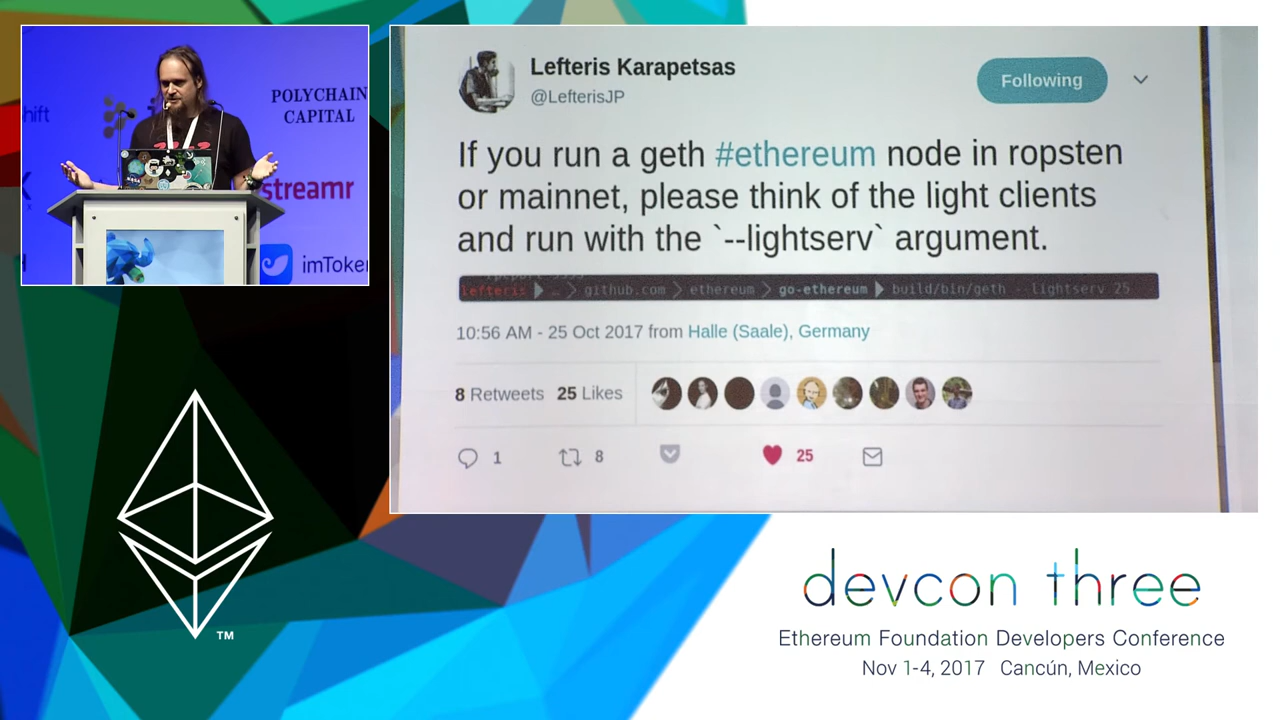 hift
POLYCHAIN
CAPITAL
streamr
imToke
Lefteris Karapetsas
@LefterisJP
Following
If you run a geth #ethereum node in ropsten
or mainnet, please think of the light clients
and run with the `--lightserv` argument.
lefteris … github.com ethereum go-ethereum build/bin/geth --lightserv 25
10:56 AM - 25 Oct 2017 from Halle (Saale), Germany
8 Retweets 25 Likes
1 8 25
TM
devcon three
Ethereum Foundation Developers Conference
Nov 1-4, 2017 Cancún, Mexico